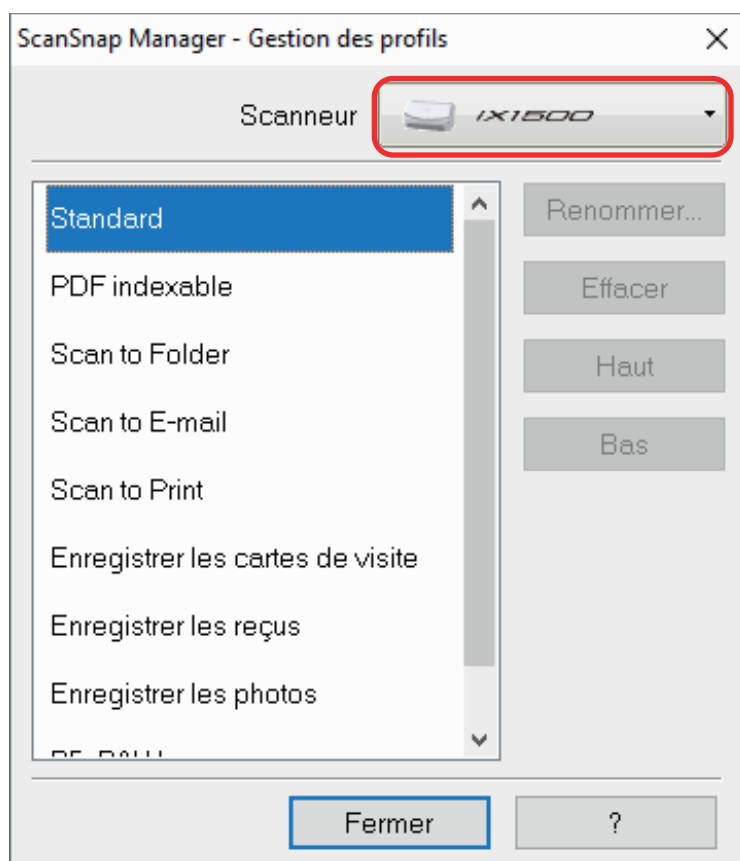 ScanSnap Manager - Gestion des profils
Scanneur iX1500
Standard
PDF indexable
Scan to Folder
Scan to E-mail
Scan to Print
Enregistrer les cartes de visite
Enregistrer les reçus
Enregistrer les photos
Renommer...
Effacer
Haut
Bas
Fermer
?